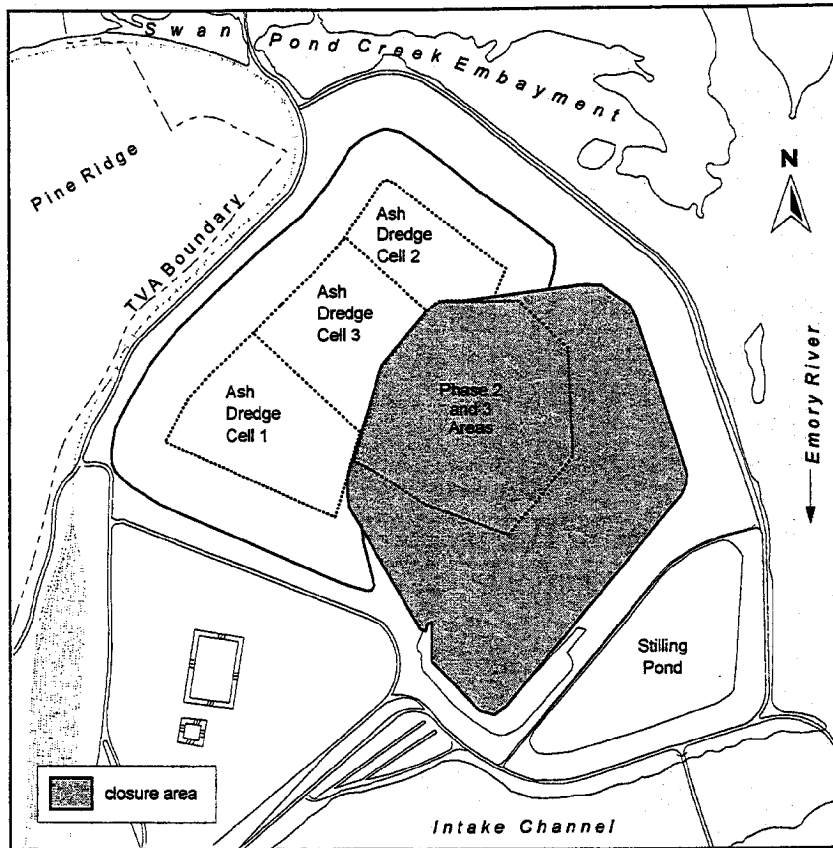 Swan Pond Creek Embayment
Pine Ridge
TVA Boundary
N
Ash
Dredge
Cell 2
Ash
Dredge
Cell 3
Ash
Dredge
Cell 1
Phase 2
and 3
Areas
Emory River
Stilling
Pond
closure area
Intake Channel